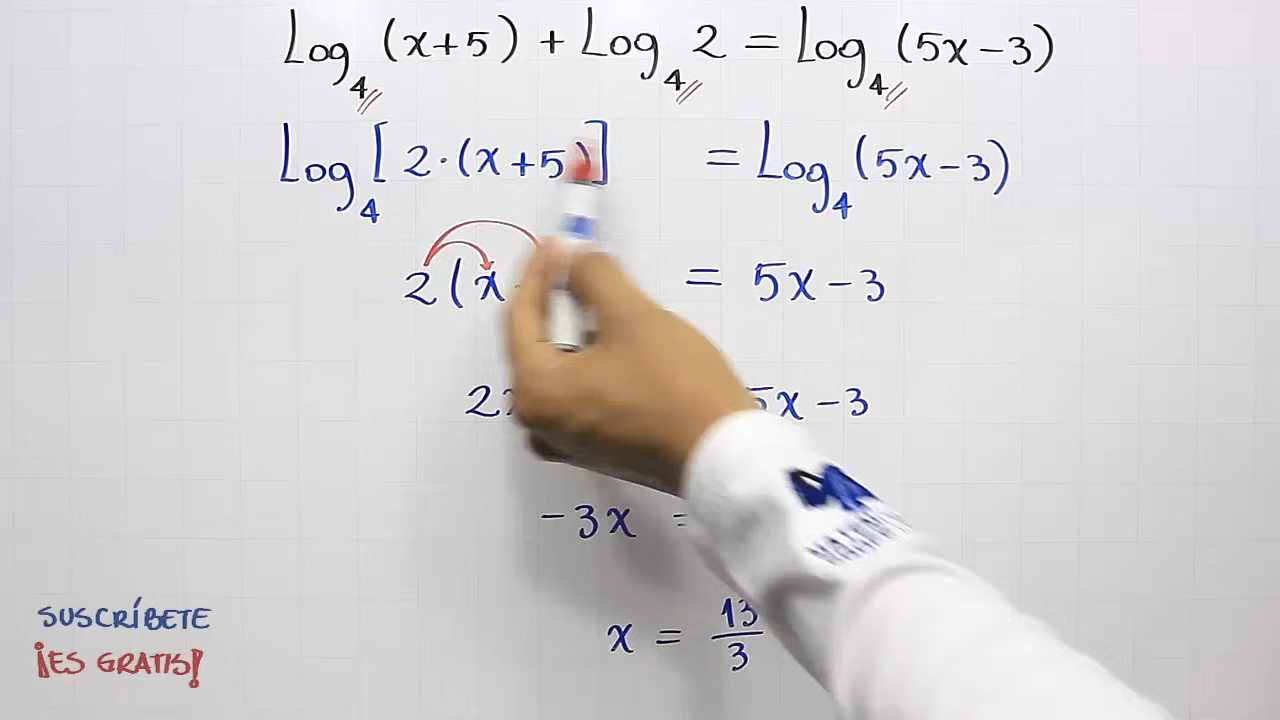 Log₄(x+5) + Log₄ 2 = Log₄(5x-3)
Log₄[2·(x+5)] = Log₄(5x-3)
2(x = 5x-3
2x 5x-3
-3x =
x = 13/3
SUSCRÍBETE
¡ES GRATIS!